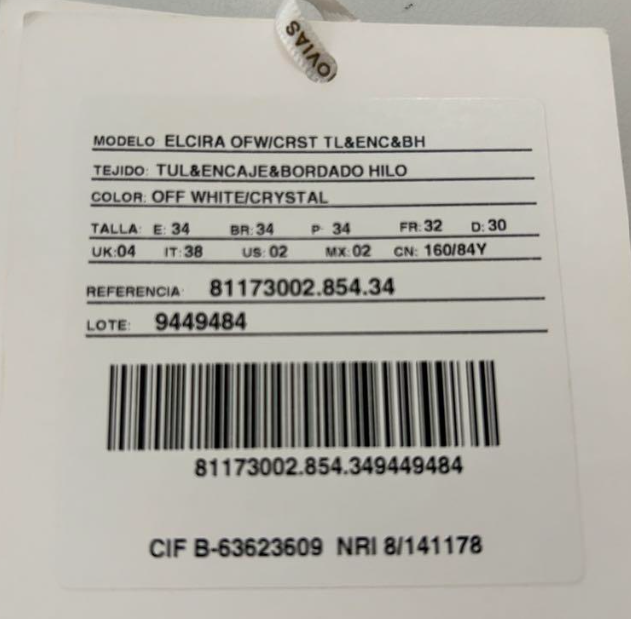 OVIAS
MODELO ELCIRA OFW/CRST TL&ENC&BH
TEJIDO: TUL&ENCAJE&BORDADO HILO
COLOR: OFF WHITE/CRYSTAL
TALLA: E: 34 BR: 34 P: 34 FR: 32 D: 30
UK:04 IT: 38 US: 02 MX: 02 CN: 160/84Y
REFERENCIA: 81173002.854.34
LOTE: 9449484
81173002.854.349449484
CIF B-63623609 NRI 8/141178